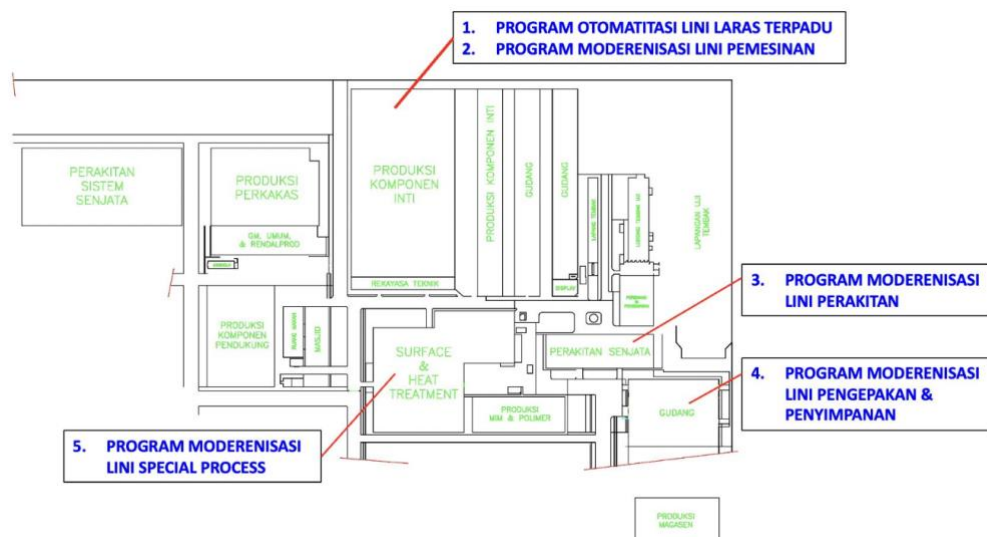 1. PROGRAM OTOMATITASI LINI LARAS TERPADU
2. PROGRAM MODERENISASI LINI PEMESINAN
PERAKITAN
SISTEM
SENJATA
PRODUKSI
PERKAKAS
GM, UMUM,
& RENDALPROD
PRODUKSI
KOMPONEN
INTI
REKAYASA TEKNIK
PRODUKSI KOMPONEN INTI
GUDANG
GUDANG
DISPLAY
LAPANGAN UJI
TEMBAK
3. PROGRAM MODERENISASI
LINI PERAKITAN
PRODUKSI
KOMPONEN
PENDUKUNG
MASJID
SURFACE
&
HEAT
TREATMENT
PERAKITAN SENJATA
PRODUKSI
MIM & POLIMER
GUDANG
4. PROGRAM MODERENISASI
LINI PENGEPAKAN &
PENYIMPANAN
5. PROGRAM MODERENISASI
LINI SPECIAL PROCESS
PRODUKSI
MAGASEN